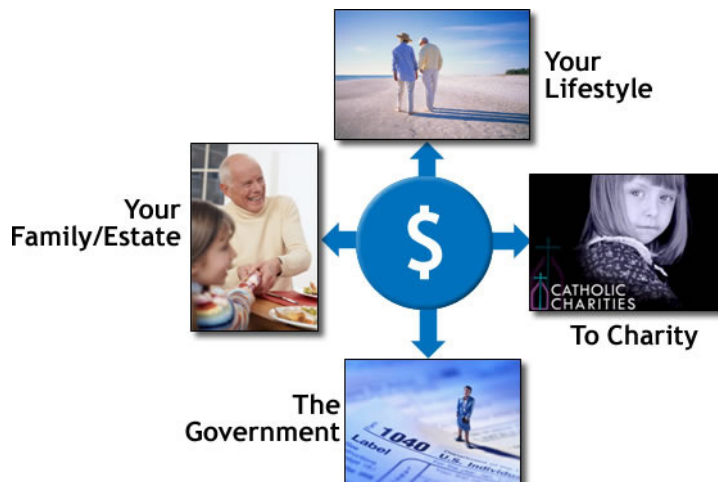 Your
Lifestyle
Your
Family/Estate
$
CATHOLIC
CHARITIES
To Charity
The
Government
1040
Label
U.S. Individu